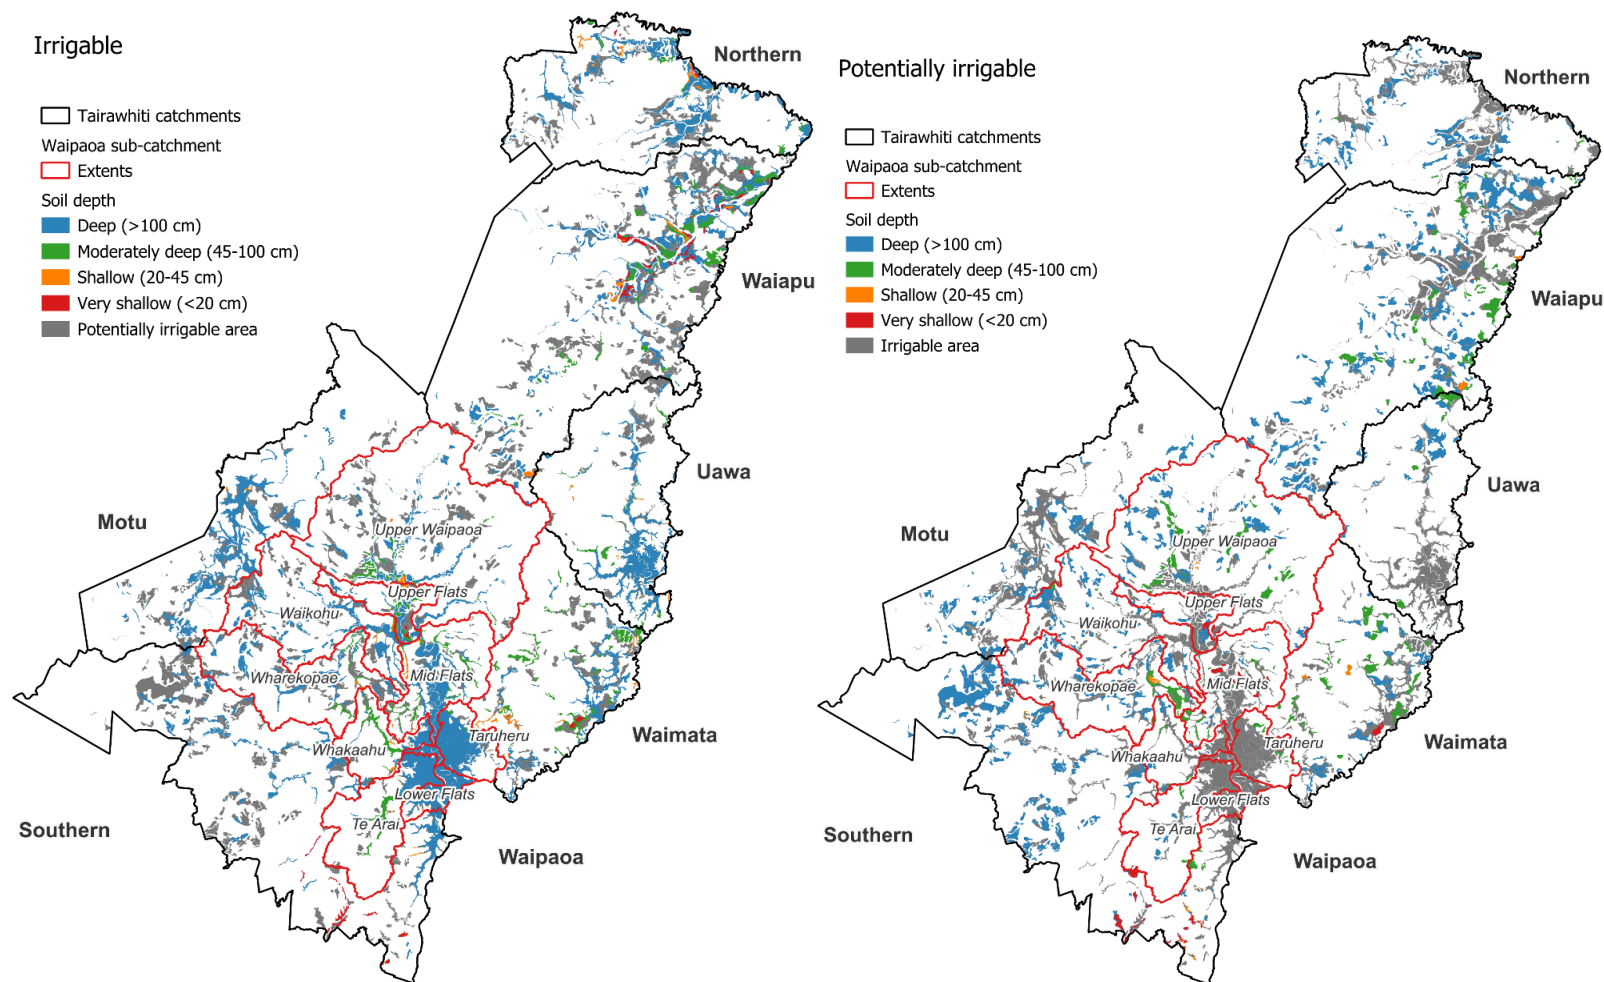 Irrigable
Tairawhiti catchments
Waipaoa sub-catchment
Extents
Soil depth
Deep (>100 cm)
Moderately deep (45-100 cm)
Shallow (20-45 cm)
Very shallow (<20 cm)
Potentially irrigable area
Northern
Waiapu
Uawa
Motu
Upper Waipaoa
Upper Flats
Waikohu
Wharekopae
Mid Flats
Taruheru
Whakaahu
Waimata
Lower Flats
Te Arai
Southern
Waipaoa
Potentially irrigable
Tairawhiti catchments
Waipaoa sub-catchment
Extents
Soil depth
Deep (>100 cm)
Moderately deep (45-100 cm)
Shallow (20-45 cm)
Very shallow (<20 cm)
Irrigable area
Northern
Waiapu
Uawa
Motu
Upper Waipaoa
Upper Flats
Waikohu
Wharekopae
Mid Flats
Taruheru
Whakaahu
Waimata
Lower Flats
Te Arai
Southern
Waipaoa